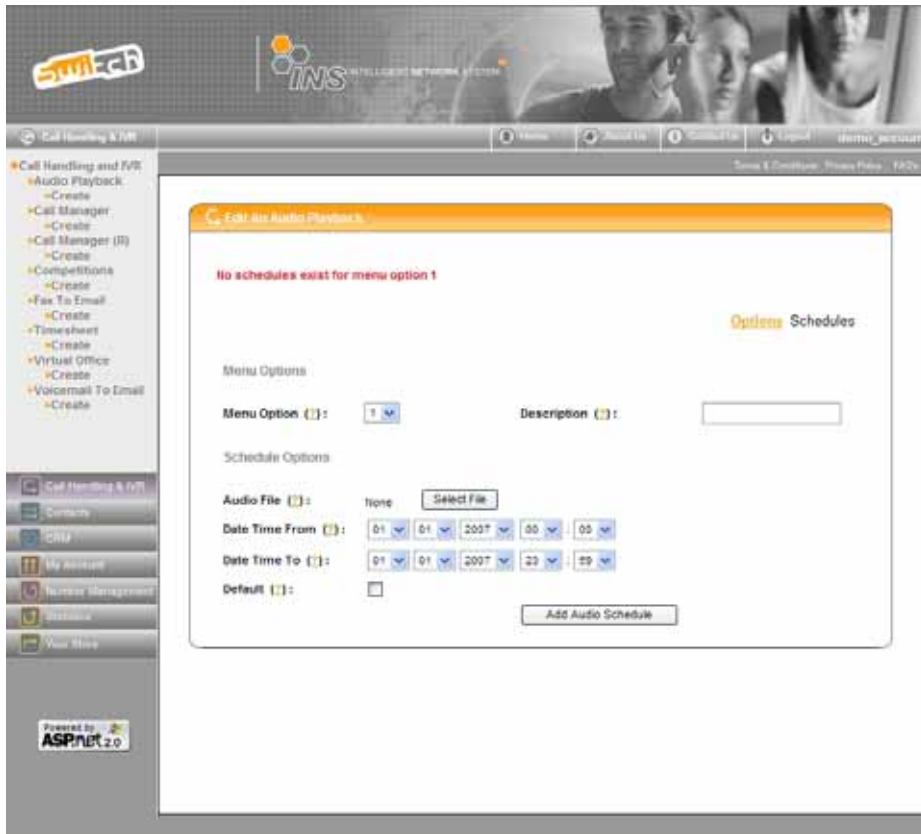 switch
INS INTELLIGENT NETWORK SYSTEM
Call Handling & IVR
Home About Us Contact Us Logout demo_accoun
Terms & Conditions Privacy Policy FAQs
Call Handling and IVR
Audio Playback
Create
Call Manager
Create
Call Manager (R)
Create
Competitions
Create
Fax To Email
Create
Timesheet
Create
Virtual Office
Create
Voicemail To Email
Create
Call Handling & IVR
Contacts
CRM
My Account
Number Management
Statistics
Your Store
Powered by
ASP.net 2.0
Edit An Audio Playback
No schedules exist for menu option 1
Options Schedules
Menu Options
Menu Option (?): 1 Description (?):
Schedule Options
Audio File (?): None Select File
Date Time From (?): 01 01 2007 00 : 00
Date Time To (?): 01 01 2007 23 : 59
Default (?):
Add Audio Schedule